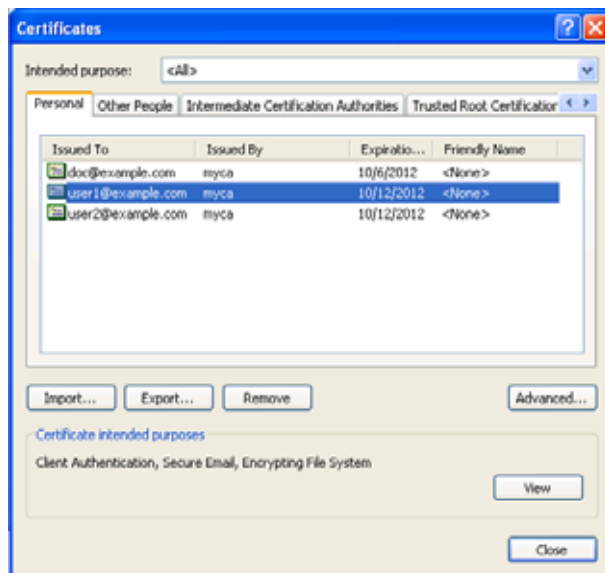 Certificates
Intended purpose: <All>
Personal Other People Intermediate Certification Authorities Trusted Root Certification
Issued To Issued By Expiratio... Friendly Name
doc@example.com myca 10/6/2012 <None>
user1@example.com myca 10/12/2012 <None>
user2@example.com myca 10/12/2012 <None>
Import... Export... Remove Advanced...
Certificate intended purposes
Client Authentication, Secure Email, Encrypting File System
View
Close